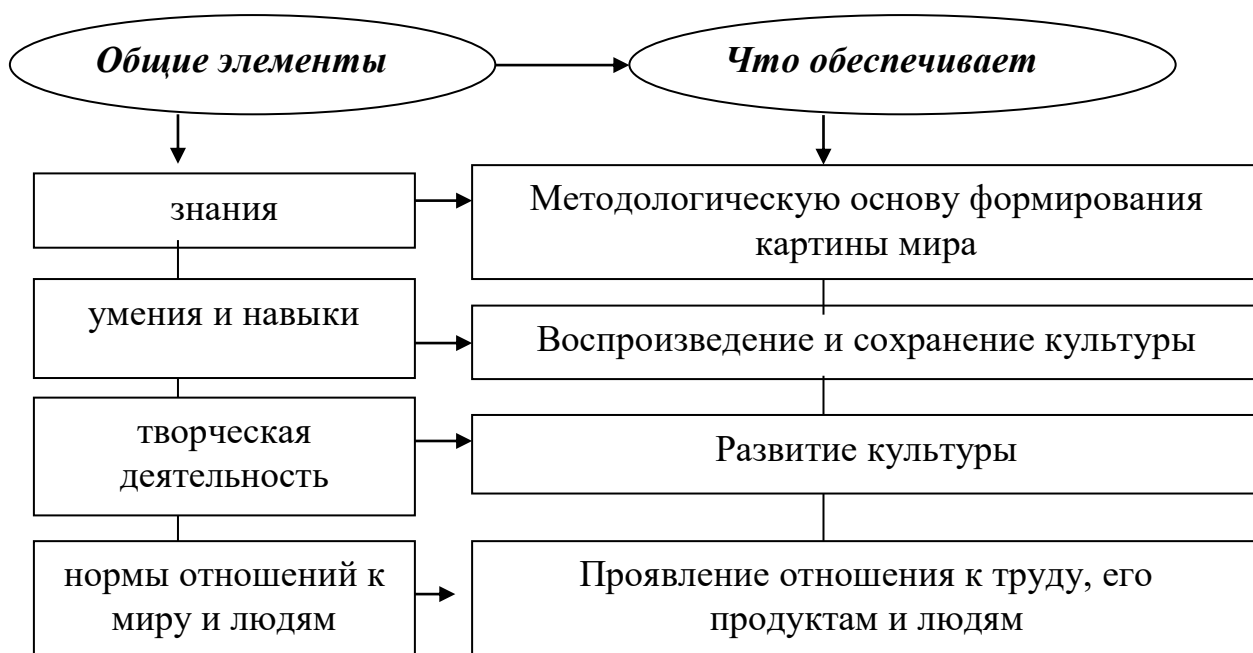 Общие элементы
Что обеспечивает
знания
Методологическую основу формирования
картины мира
умения и навыки
Воспроизведение и сохранение культуры
творческая
деятельность
Развитие культуры
нормы отношений к
миру и людям
Проявление отношения к труду, его
продуктам и людям